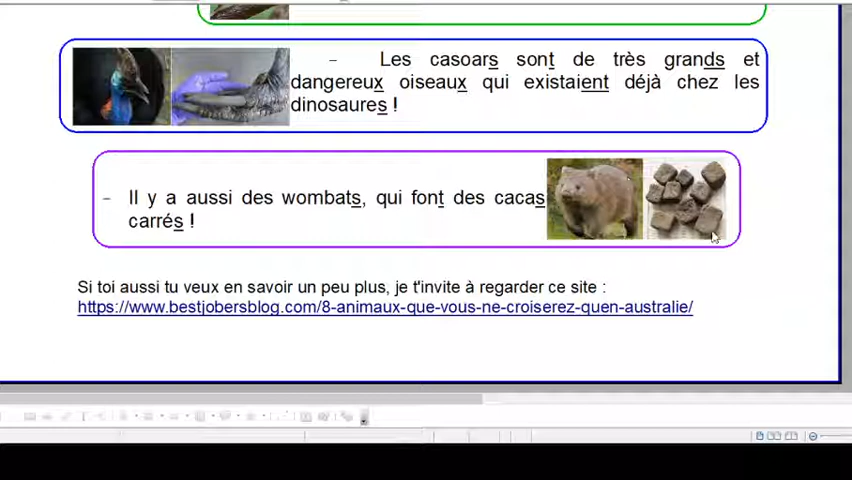 - Les casoars sont de très grands et
dangereux oiseaux qui existaient déjà chez les
dinosaures !
- Il y a aussi des wombats, qui font des cacas
carrés !
Si toi aussi tu veux en savoir un peu plus, je t'invite à regarder ce site :
https://www.bestjobersblog.com/8-animaux-que-vous-ne-croiserez-quen-australie/